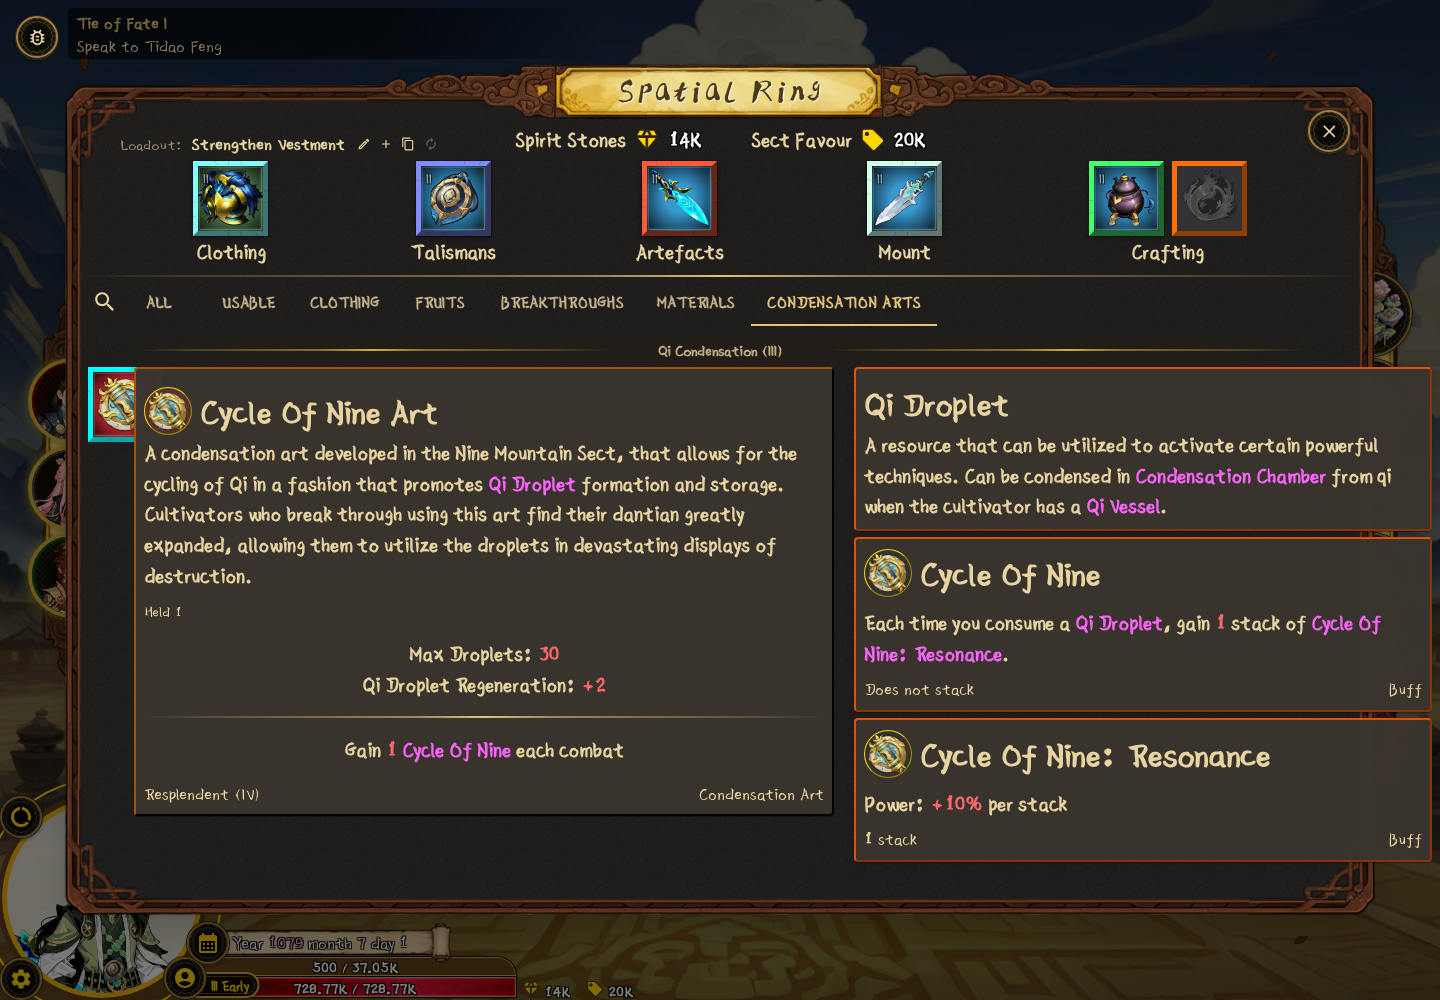 Tie of Fate I
Speak to Tidao Feng
Spatial Ring
Loadout: Strengthen Vestment
Spirit Stones 14K
Sect Favour 20K
II
II
II
II
II
Clothing
Talismans
Artefacts
Mount
Crafting
ALL
USABLE
CLOTHING
FRUITS
BREAKTHROUGHS
MATERIALS
CONDENSATION ARTS
Qi Condensation (III)
Cycle Of Nine Art
A condensation art developed in the Nine Mountain Sect, that allows for the
cycling of Qi in a fashion that promotes Qi Droplet formation and storage.
Cultivators who break through using this art find their dantian greatly
expanded, allowing them to utilize the droplets in devastating displays of
destruction.
Held 1
Max Droplets: 30
Qi Droplet Regeneration: +2
Gain 1 Cycle Of Nine each combat
Resplendent (IV)
Condensation Art
Qi Droplet
A resource that can be utilized to activate certain powerful
techniques. Can be condensed in Condensation Chamber from qi
when the cultivator has a Qi Vessel.
Cycle Of Nine
Each time you consume a Qi Droplet, gain 1 stack of Cycle Of
Nine: Resonance.
Does not stack
Buff
Cycle Of Nine: Resonance
Power: +10% per stack
1 stack
Buff
Year 1079 month 7 day 1
500 / 37.05K
III Early
728.77K / 728.77K
14K
20K